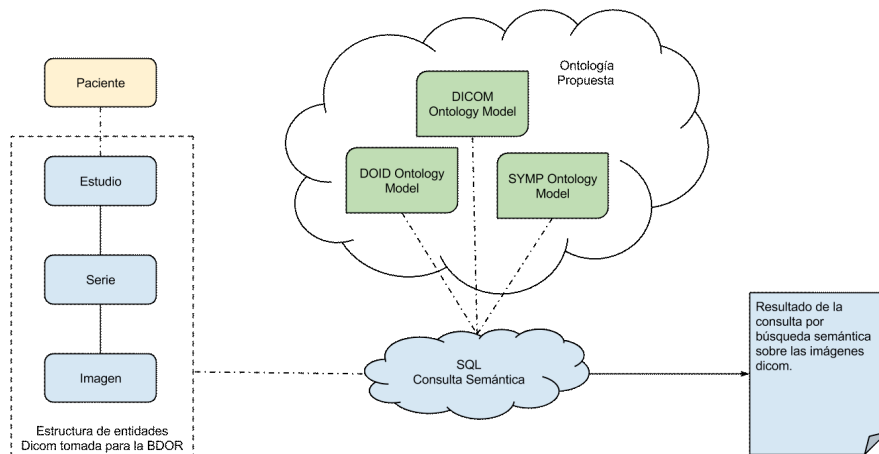 Paciente
Estudio
Serie
Imagen
Estructura de entidades
Dicom tomada para la BDOR
Ontología
Propuesta
DICOM
Ontology Model
DOID Ontology
Model
SYMP Ontology
Model
SQL
Consulta Semántica
Resultado de la
consulta por
búsqueda semántica
sobre las imágenes
dicom.